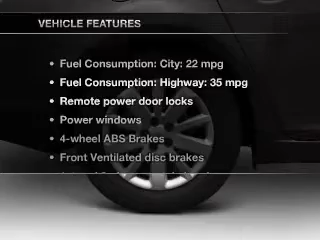 VEHICLE FEATURES
• Fuel Consumption: City: 22 mpg
• Fuel Consumption: Highway: 35 mpg
• Remote power door locks
• Power windows
• 4-wheel ABS Brakes
• Front Ventilated disc brakes